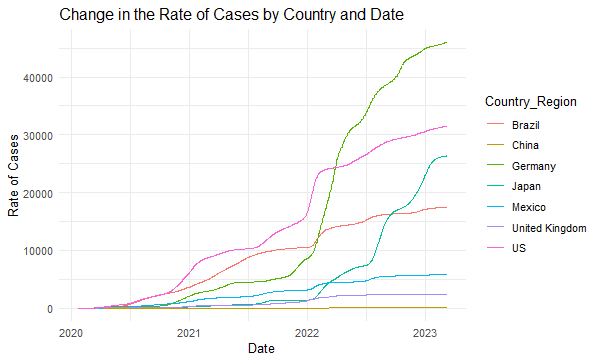 Change in the Rate of Cases by Country and Date
Rate of Cases
40000
30000
20000
10000
0
2020
2021
2022
2023
Date
Country_Region
Brazil
China
Germany
Japan
Mexico
United Kingdom
US